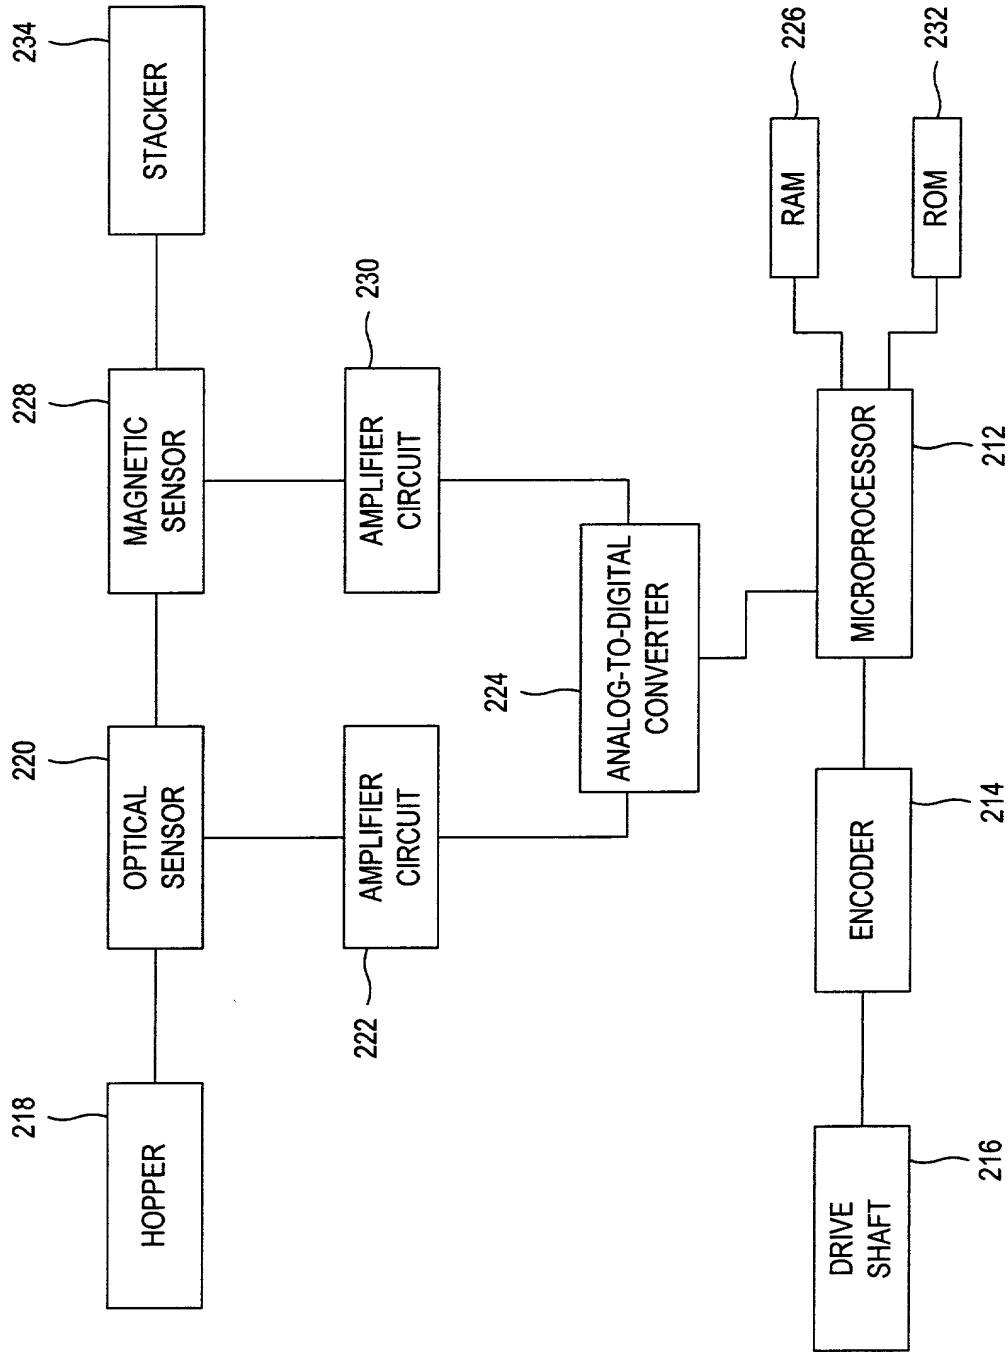 218
HOPPER
220
OPTICAL
SENSOR
228
MAGNETIC
SENSOR
234
STACKER
222
AMPLIFIER
CIRCUIT
230
AMPLIFIER
CIRCUIT
224
ANALOG-TO-DIGITAL
CONVERTER
216
DRIVE
SHAFT
214
ENCODER
212
MICROPROCESSOR
226
RAM
232
ROM